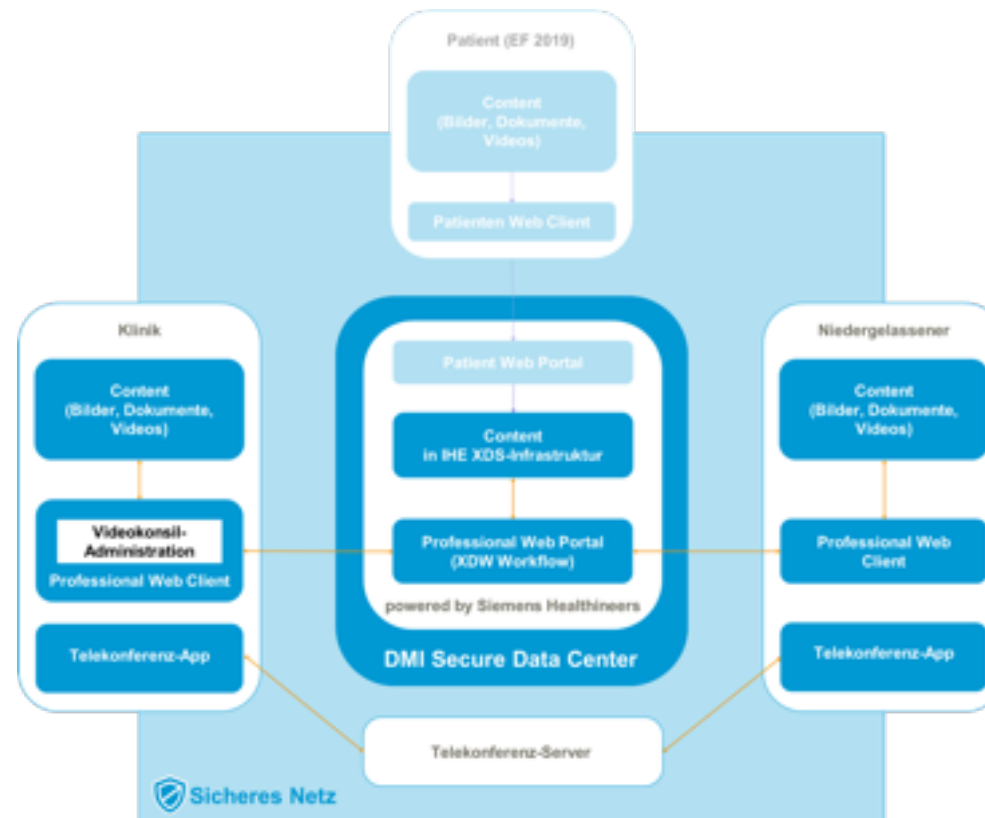 Patient (EF 2019)
Content
(Bilder, Dokumente,
Videos)
Patienten Web Client
Klinik
Content
(Bilder, Dokumente,
Videos)
Videokonsil-
Administration
Professional Web Client
Telekonferenz-App
Patient Web Portal
Content
in IHE XDS-Infrastruktur
Professional Web Portal
(XDW Workflow)
powered by Siemens Healthineers
DMI Secure Data Center
Niedergelassener
Content
(Bilder, Dokumente,
Videos)
Professional Web
Client
Telekonferenz-App
Telekonferenz-Server
Sicheres Netz